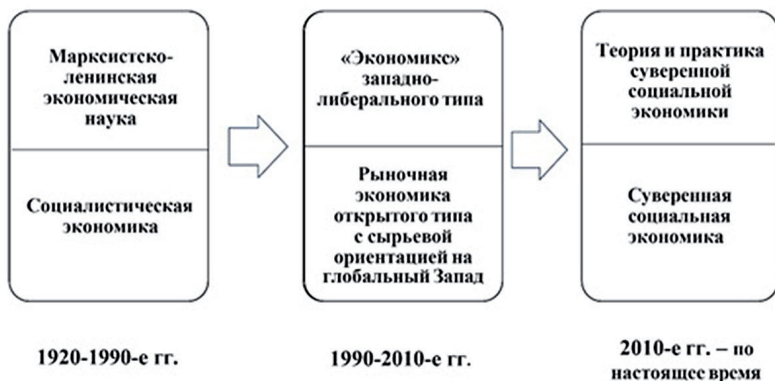 Марксистско-
ленинская
экономическая
наука
Социалистическая
экономика
1920-1990-е гг.
«Экономикс»
западно-
либерального типа
Рыночная
экономика
открытого типа
с сырьевой
ориентацией на
глобальный Запад
1990-2010-е гг.
Теория и практика
суверенной
социальной
экономики
Суверенная
социальная
экономика
2010-е гг. – по
настоящее время